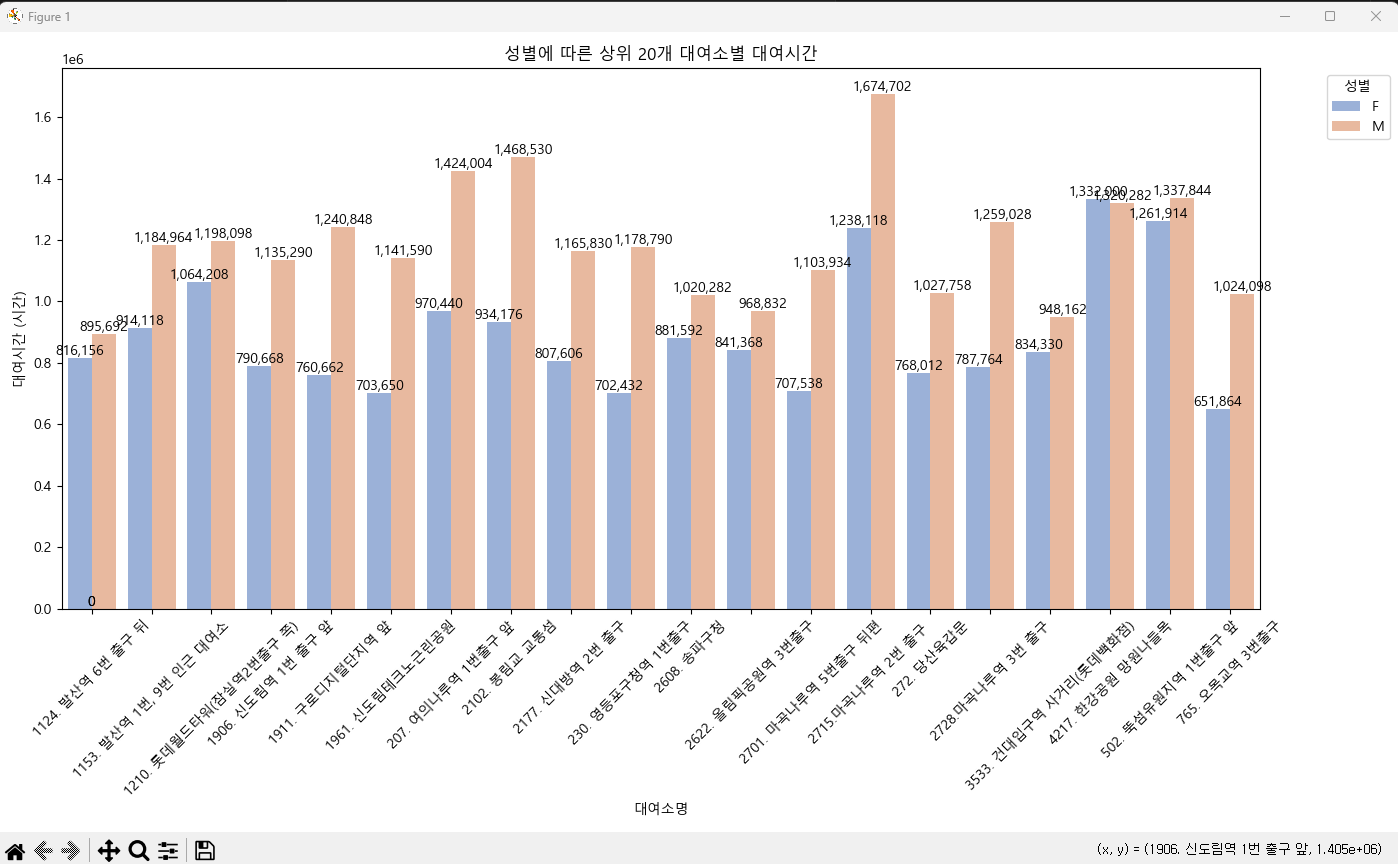 Figure 1
성별에 따른 상위 20개 대여소별 대여시간
1e6
성별
F
M
대여시간 (시간)
1.6
1.4
1.2
1.0
0.8
0.6
0.4
0.2
0.0
816,156
895,692
914,118
1,184,964
1,064,208
1,198,098
790,668
1,135,290
760,662
1,240,848
703,650
1,141,590
970,440
1,424,004
934,176
1,468,530
807,606
1,165,830
702,432
1,178,790
881,592
1,020,282
841,368
968,832
707,538
1,103,934
1,238,118
1,674,702
768,012
1,027,758
787,764
1,259,028
834,330
948,162
1,332,000
1,320,282
1,261,914
1,337,844
651,864
1,024,098
0
1124. 발산역 6번 출구 뒤
1153. 발산역 1번, 9번 인근 대여소
1210. 롯데월드타워(잠실역2번출구 쪽)
1906. 신도림역 1번 출구 앞
1911. 구로디지털단지역 앞
1961. 신도림테크노근린공원
207. 여의나루역 1번출구 앞
2102. 봉림교 교통섬
2177. 신대방역 2번 출구
230. 영등포구청역 1번출구
2608. 송파구청
2622. 올림픽공원역 3번출구
2701. 마곡나루역 5번출구 뒤편
2715.마곡나루역 2번 출구
272. 당산육갑문
2728.마곡나루역 3번 출구
3533. 건대입구역 사거리(롯데백화점)
4217. 한강공원 망원나들목
502. 뚝섬유원지역 1번출구 앞
765. 오목교역 3번출구
대여소명
(x, y) = (1906. 신도림역 1번 출구 앞, 1.405e+06)